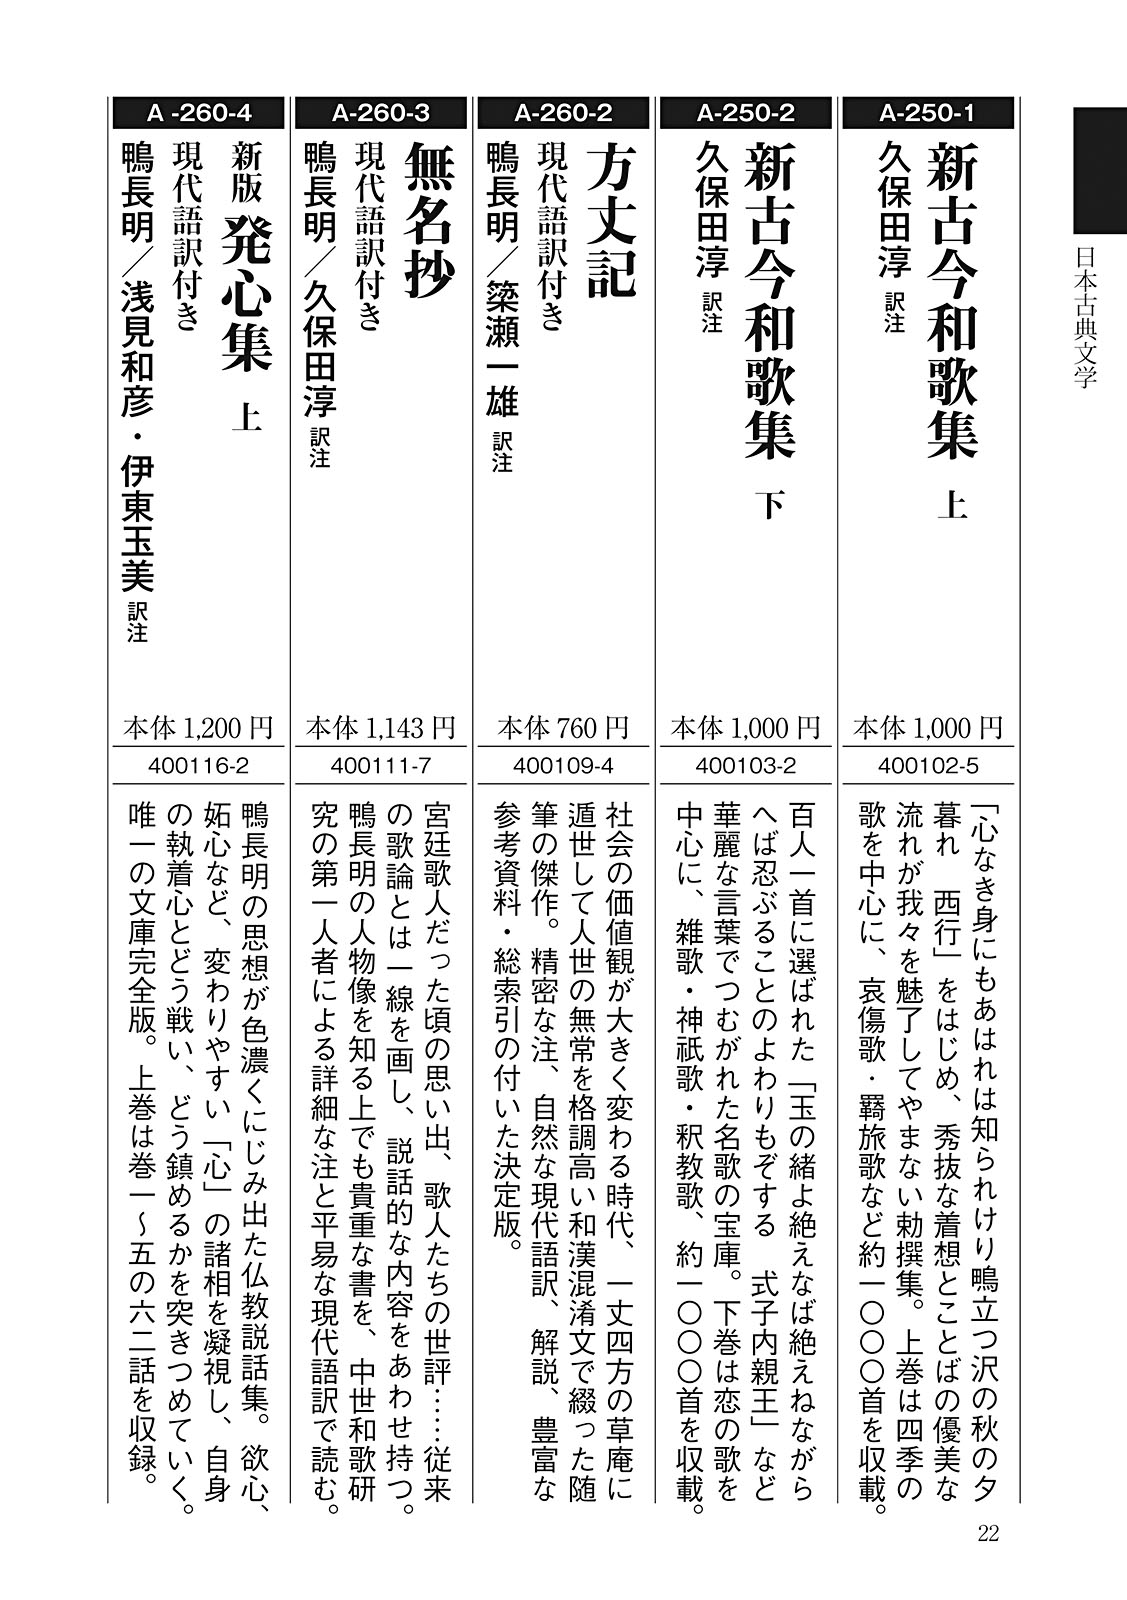 日本古典文学
A-250-1
新古今和歌集 上
久保田淳 訳注
本体 1,000 円
400102-5
「心なき身にもあはれは知られけり鴫立つ沢の秋の夕
暮れ　西行」をはじめ、秀抜な着想とことばの優美な
流れが我々を魅了してやまない勅撰集。上巻は四季の
歌を中心に、哀傷歌・羇旅歌など約一〇〇〇首を収載。
A-250-2
新古今和歌集 下
久保田淳 訳注
本体 1,000 円
400103-2
百人一首に選ばれた「玉の緒よ絶えなば絶えねながら
へば忍ぶることのよわりもぞする　式子内親王」など
華麗な言葉でつむがれた名歌の宝庫。下巻は恋の歌を
中心に、雑歌・神祇歌・釈教歌、約一〇〇〇首を収載。
A-260-2
方丈記
現代語訳付き
鴨長明／簗瀬一雄 訳注
本体 760 円
400109-4
社会の価値観が大きく変わる時代、一丈四方の草庵に
遁世して人世の無常を格調高い和漢混淆文で綴った随
筆の傑作。精密な注、自然な現代語訳、解説、豊富な
参考資料・総索引の付いた決定版。
A-260-3
無名抄
現代語訳付き
鴨長明／久保田淳 訳注
本体 1,143 円
400111-7
宮廷歌人だった頃の思い出、歌人たちの世評……従来
の歌論とは一線を画し、説話的な内容をあわせ持つ。
鴨長明の人物像を知る上でも貴重な書を、中世和歌研
究の第一人者による詳細な注と平易な現代語訳で読む。
A -260-4
新版 発心集 上
現代語訳付き
鴨長明／浅見和彦・伊東玉美 訳注
本体 1,200 円
400116-2
鴨長明の思想が色濃くにじみ出た仏教説話集。欲心、
妬心など、変わりやすい「心」の諸相を凝視し、自身
の執着心とどう戦い、どう鎮めるかを突きつめていく。
唯一の文庫完全版。上巻は巻一～五の六二話を収録。
22